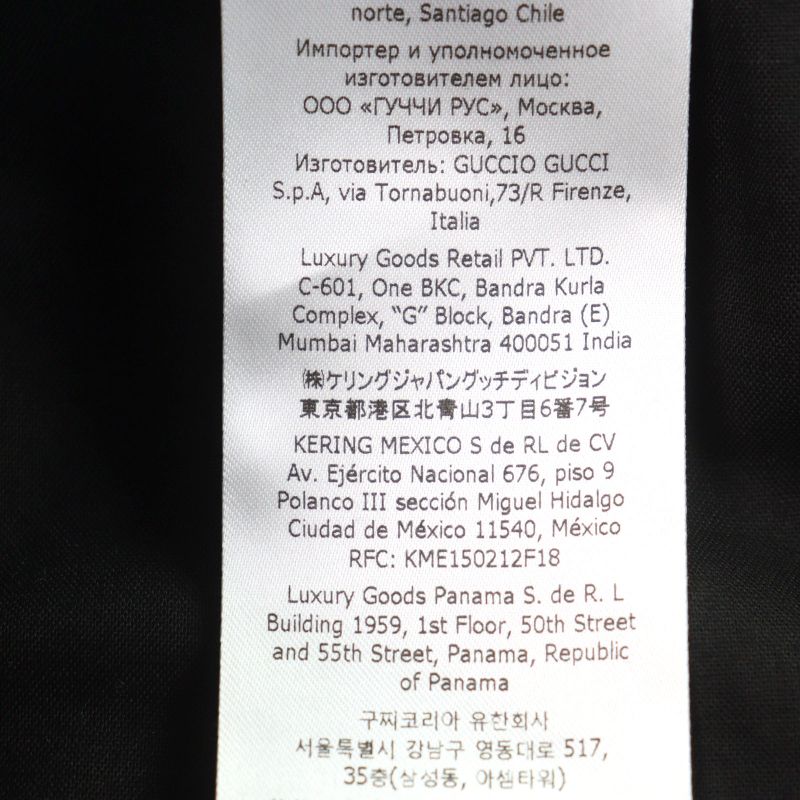 norte, Santiago Chile
Импортер и уполномоченное
изготовителем лицо:
ООО «ГУЧЧИ РУС», Москва,
Петровка, 16
Изготовитель: GUCCIO GUCCI
S.p.A, via Tornabuoni,73/R Firenze,
Italia
Luxury Goods Retail PVT. LTD.
C-601, One BKC, Bandra Kurla
Complex, “G” Block, Bandra (E)
Mumbai Maharashtra 400051 India
㈱ケリングジャパングッチディビジョン
東京都港区北青山3丁目6番7号
KERING MEXICO S de RL de CV
Av. Ejército Nacional 676, piso 9
Polanco III sección Miguel Hidalgo
Ciudad de México 11540, México
RFC: KME150212F18
Luxury Goods Panama S. de R. L
Building 1959, 1st Floor, 50th Street
and 55th Street, Panama, Republic
of Panama
구찌코리아 유한회사
서울특별시 강남구 영동대로 517,
35층(삼성동, 아셈타워)